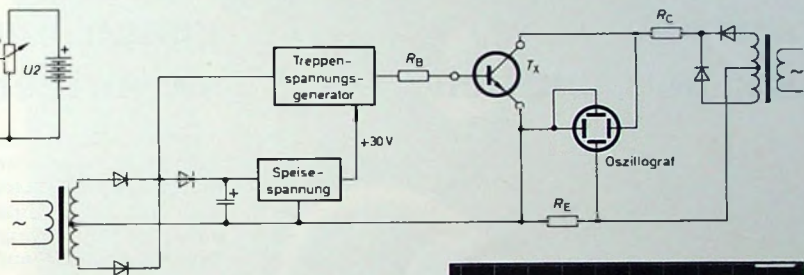 U2
+
-
Treppen-
spannungs-
generator
R_B
T_X
R_C
~
+30 V
Speise-
spannung
+
~
Oszillograf
R_E